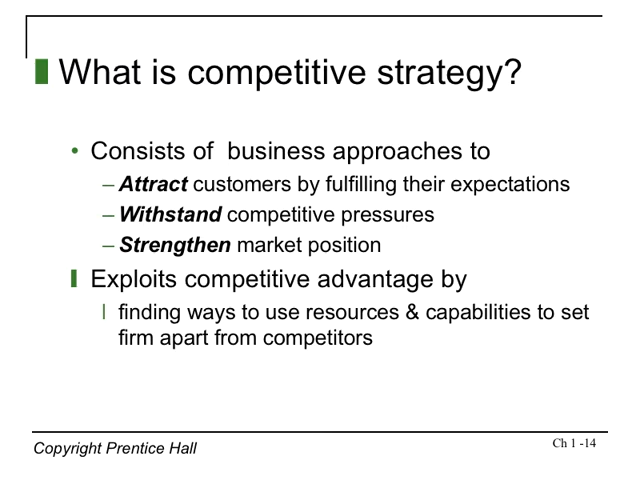 What is competitive strategy?
• Consists of  business approaches to
– Attract customers by fulfilling their expectations
– Withstand competitive pressures
– Strengthen market position
Exploits competitive advantage by
finding ways to use resources & capabilities to set
firm apart from competitors
Copyright Prentice Hall
Ch 1 -14